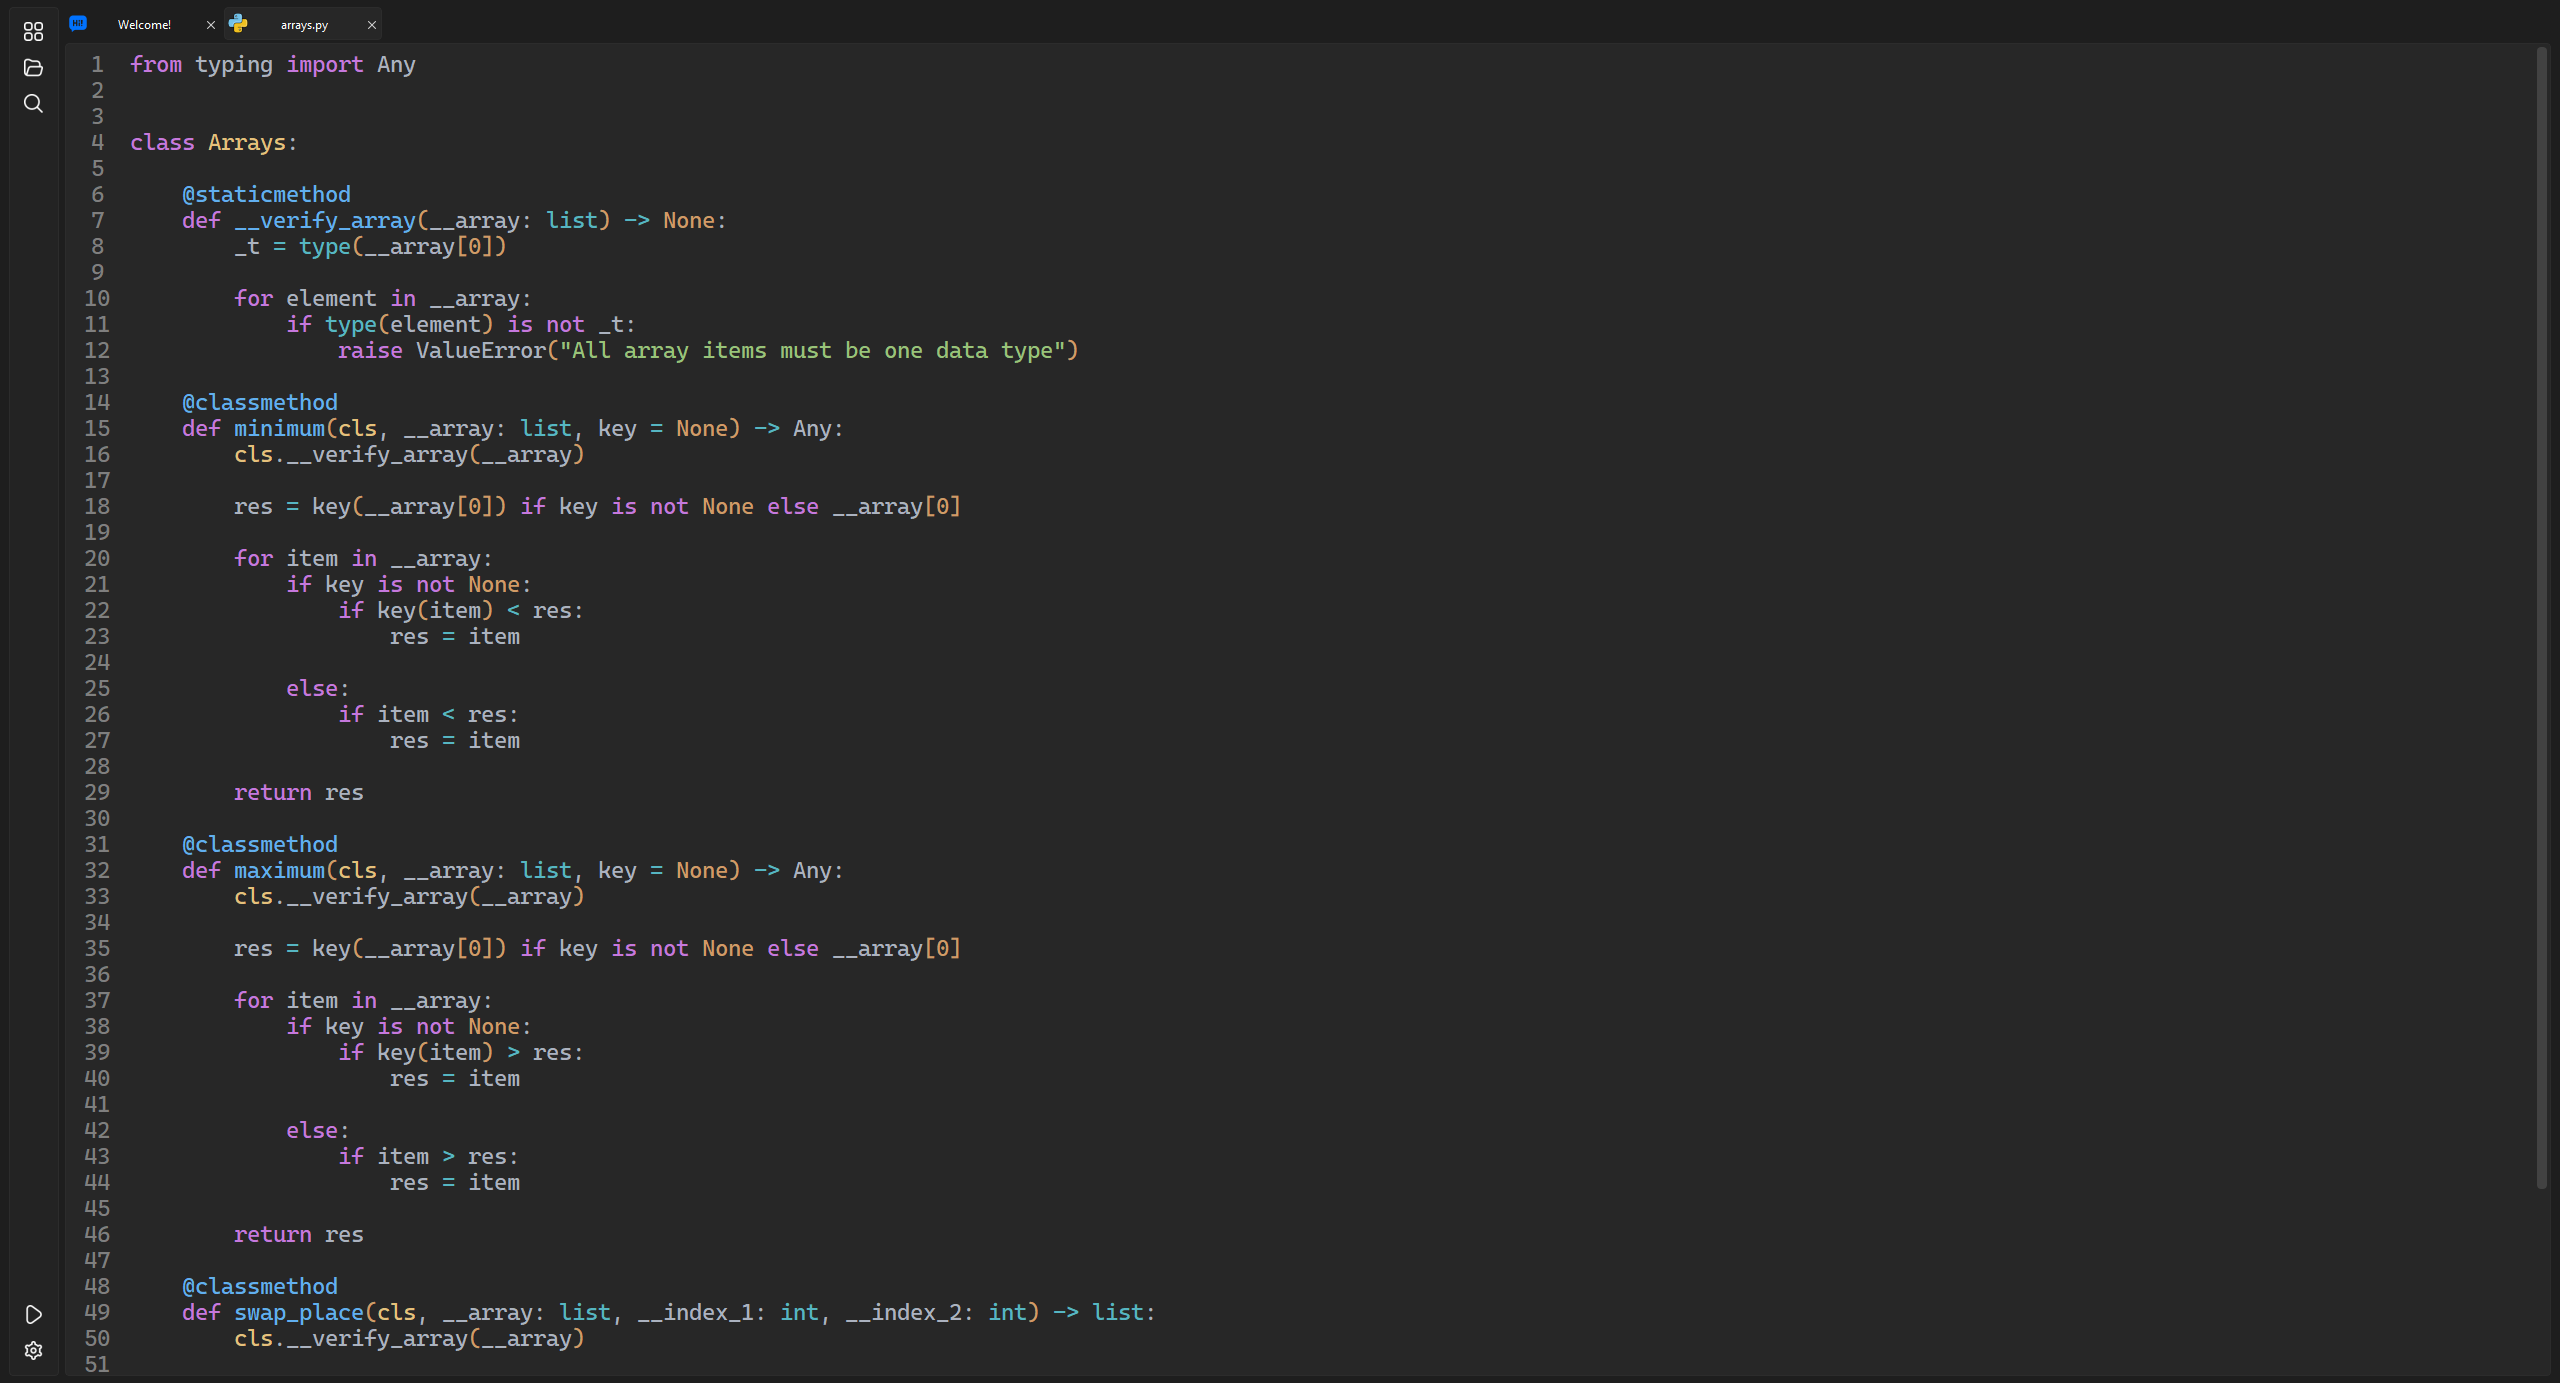 Hi! Welcome! × arrays.py ×
1 from typing import Any
2
3
4 class Arrays:
5
6     @staticmethod
7     def __verify_array(__array: list) -> None:
8         _t = type(__array[0])
9
10         for element in __array:
11             if type(element) is not _t:
12                 raise ValueError("All array items must be one data type")
13
14     @classmethod
15     def minimum(cls, __array: list, key = None) -> Any:
16         cls.__verify_array(__array)
17
18         res = key(__array[0]) if key is not None else __array[0]
19
20         for item in __array:
21             if key is not None:
22                 if key(item) < res:
23                     res = item
24
25             else:
26                 if item < res:
27                     res = item
28
29         return res
30
31     @classmethod
32     def maximum(cls, __array: list, key = None) -> Any:
33         cls.__verify_array(__array)
34
35         res = key(__array[0]) if key is not None else __array[0]
36
37         for item in __array:
38             if key is not None:
39                 if key(item) > res:
40                     res = item
41
42             else:
43                 if item > res:
44                     res = item
45
46         return res
47
48     @classmethod
49     def swap_place(cls, __array: list, __index_1: int, __index_2: int) -> list:
50         cls.__verify_array(__array)
51